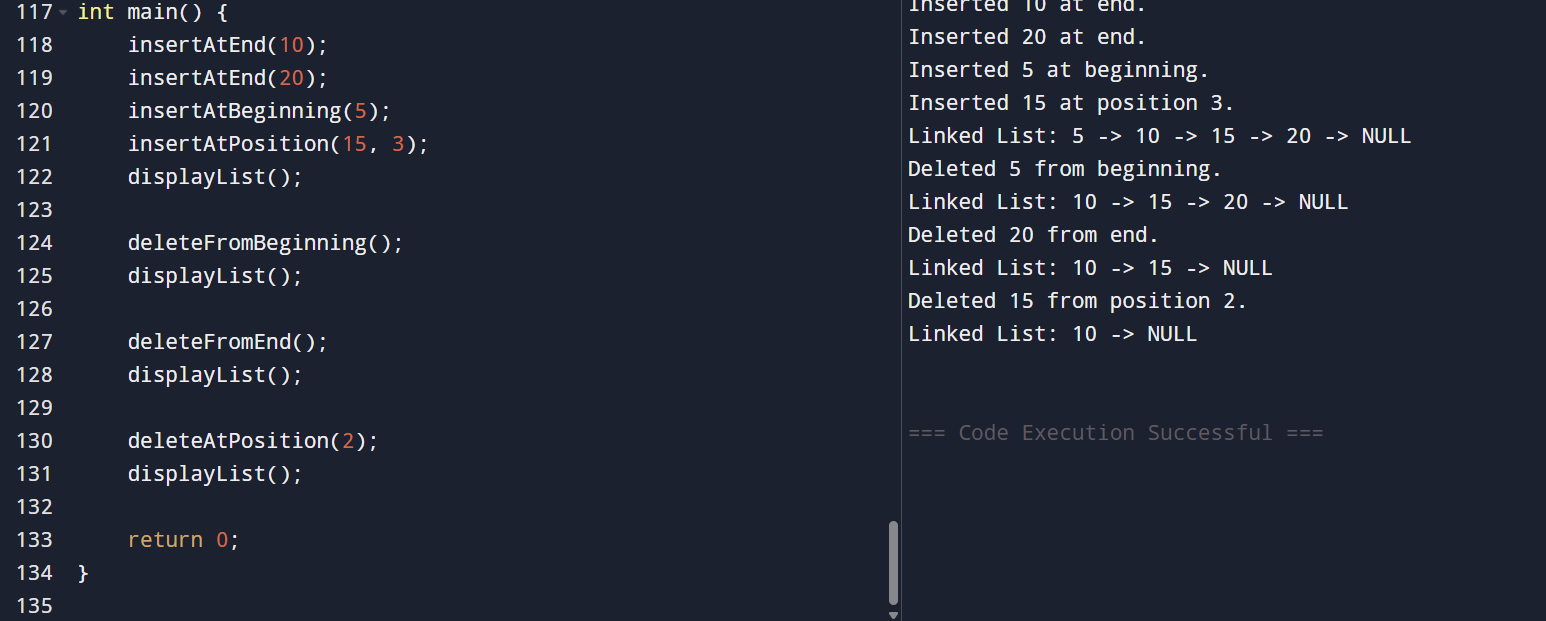 117 int main() {
118     insertAtEnd(10);
119     insertAtEnd(20);
120     insertAtBeginning(5);
121     insertAtPosition(15, 3);
122     displayList();
123
124     deleteFromBeginning();
125     displayList();
126
127     deleteFromEnd();
128     displayList();
129
130     deleteAtPosition(2);
131     displayList();
132
133     return 0;
134 }
135
Inserted 10 at end.
Inserted 20 at end.
Inserted 5 at beginning.
Inserted 15 at position 3.
Linked List: 5 -> 10 -> 15 -> 20 -> NULL
Deleted 5 from beginning.
Linked List: 10 -> 15 -> 20 -> NULL
Deleted 20 from end.
Linked List: 10 -> 15 -> NULL
Deleted 15 from position 2.
Linked List: 10 -> NULL
=== Code Execution Successful ===